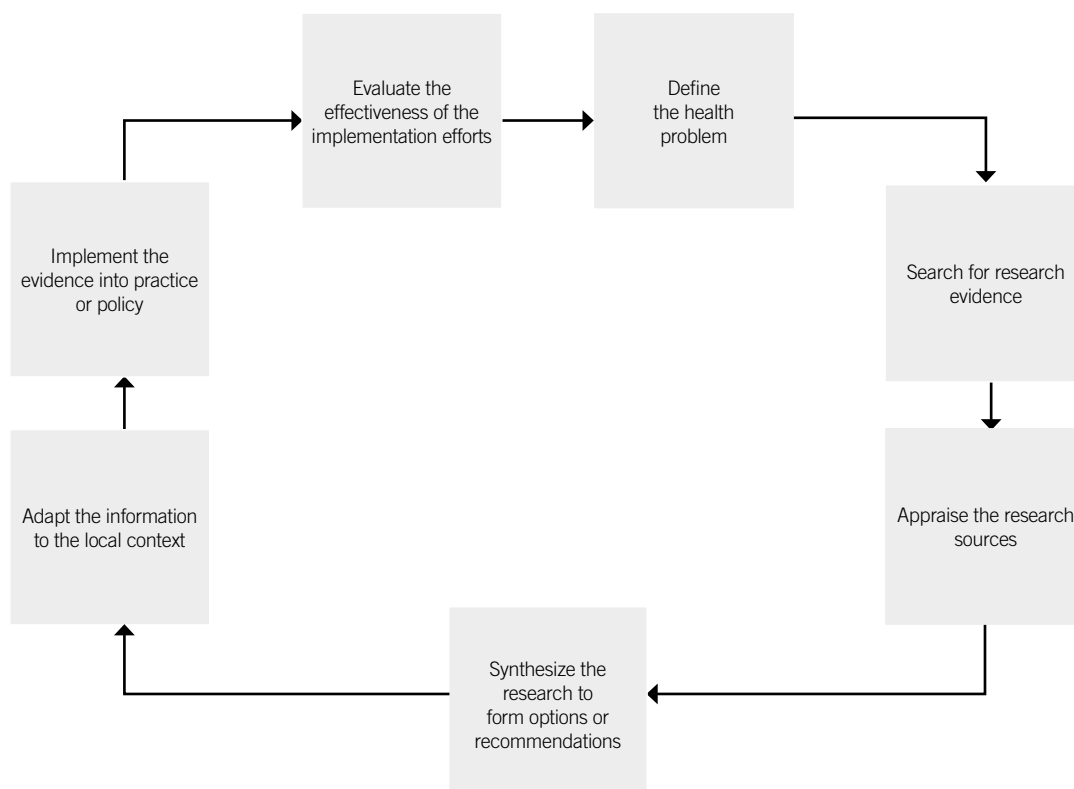 Evaluate the
effectiveness of the
implementation efforts
Define
the health
problem
Implement the
evidence into practice
or policy
Search for research
evidence
Adapt the information
to the local context
Appraise the research
sources
Synthesize the
research to
form options or
recommendations